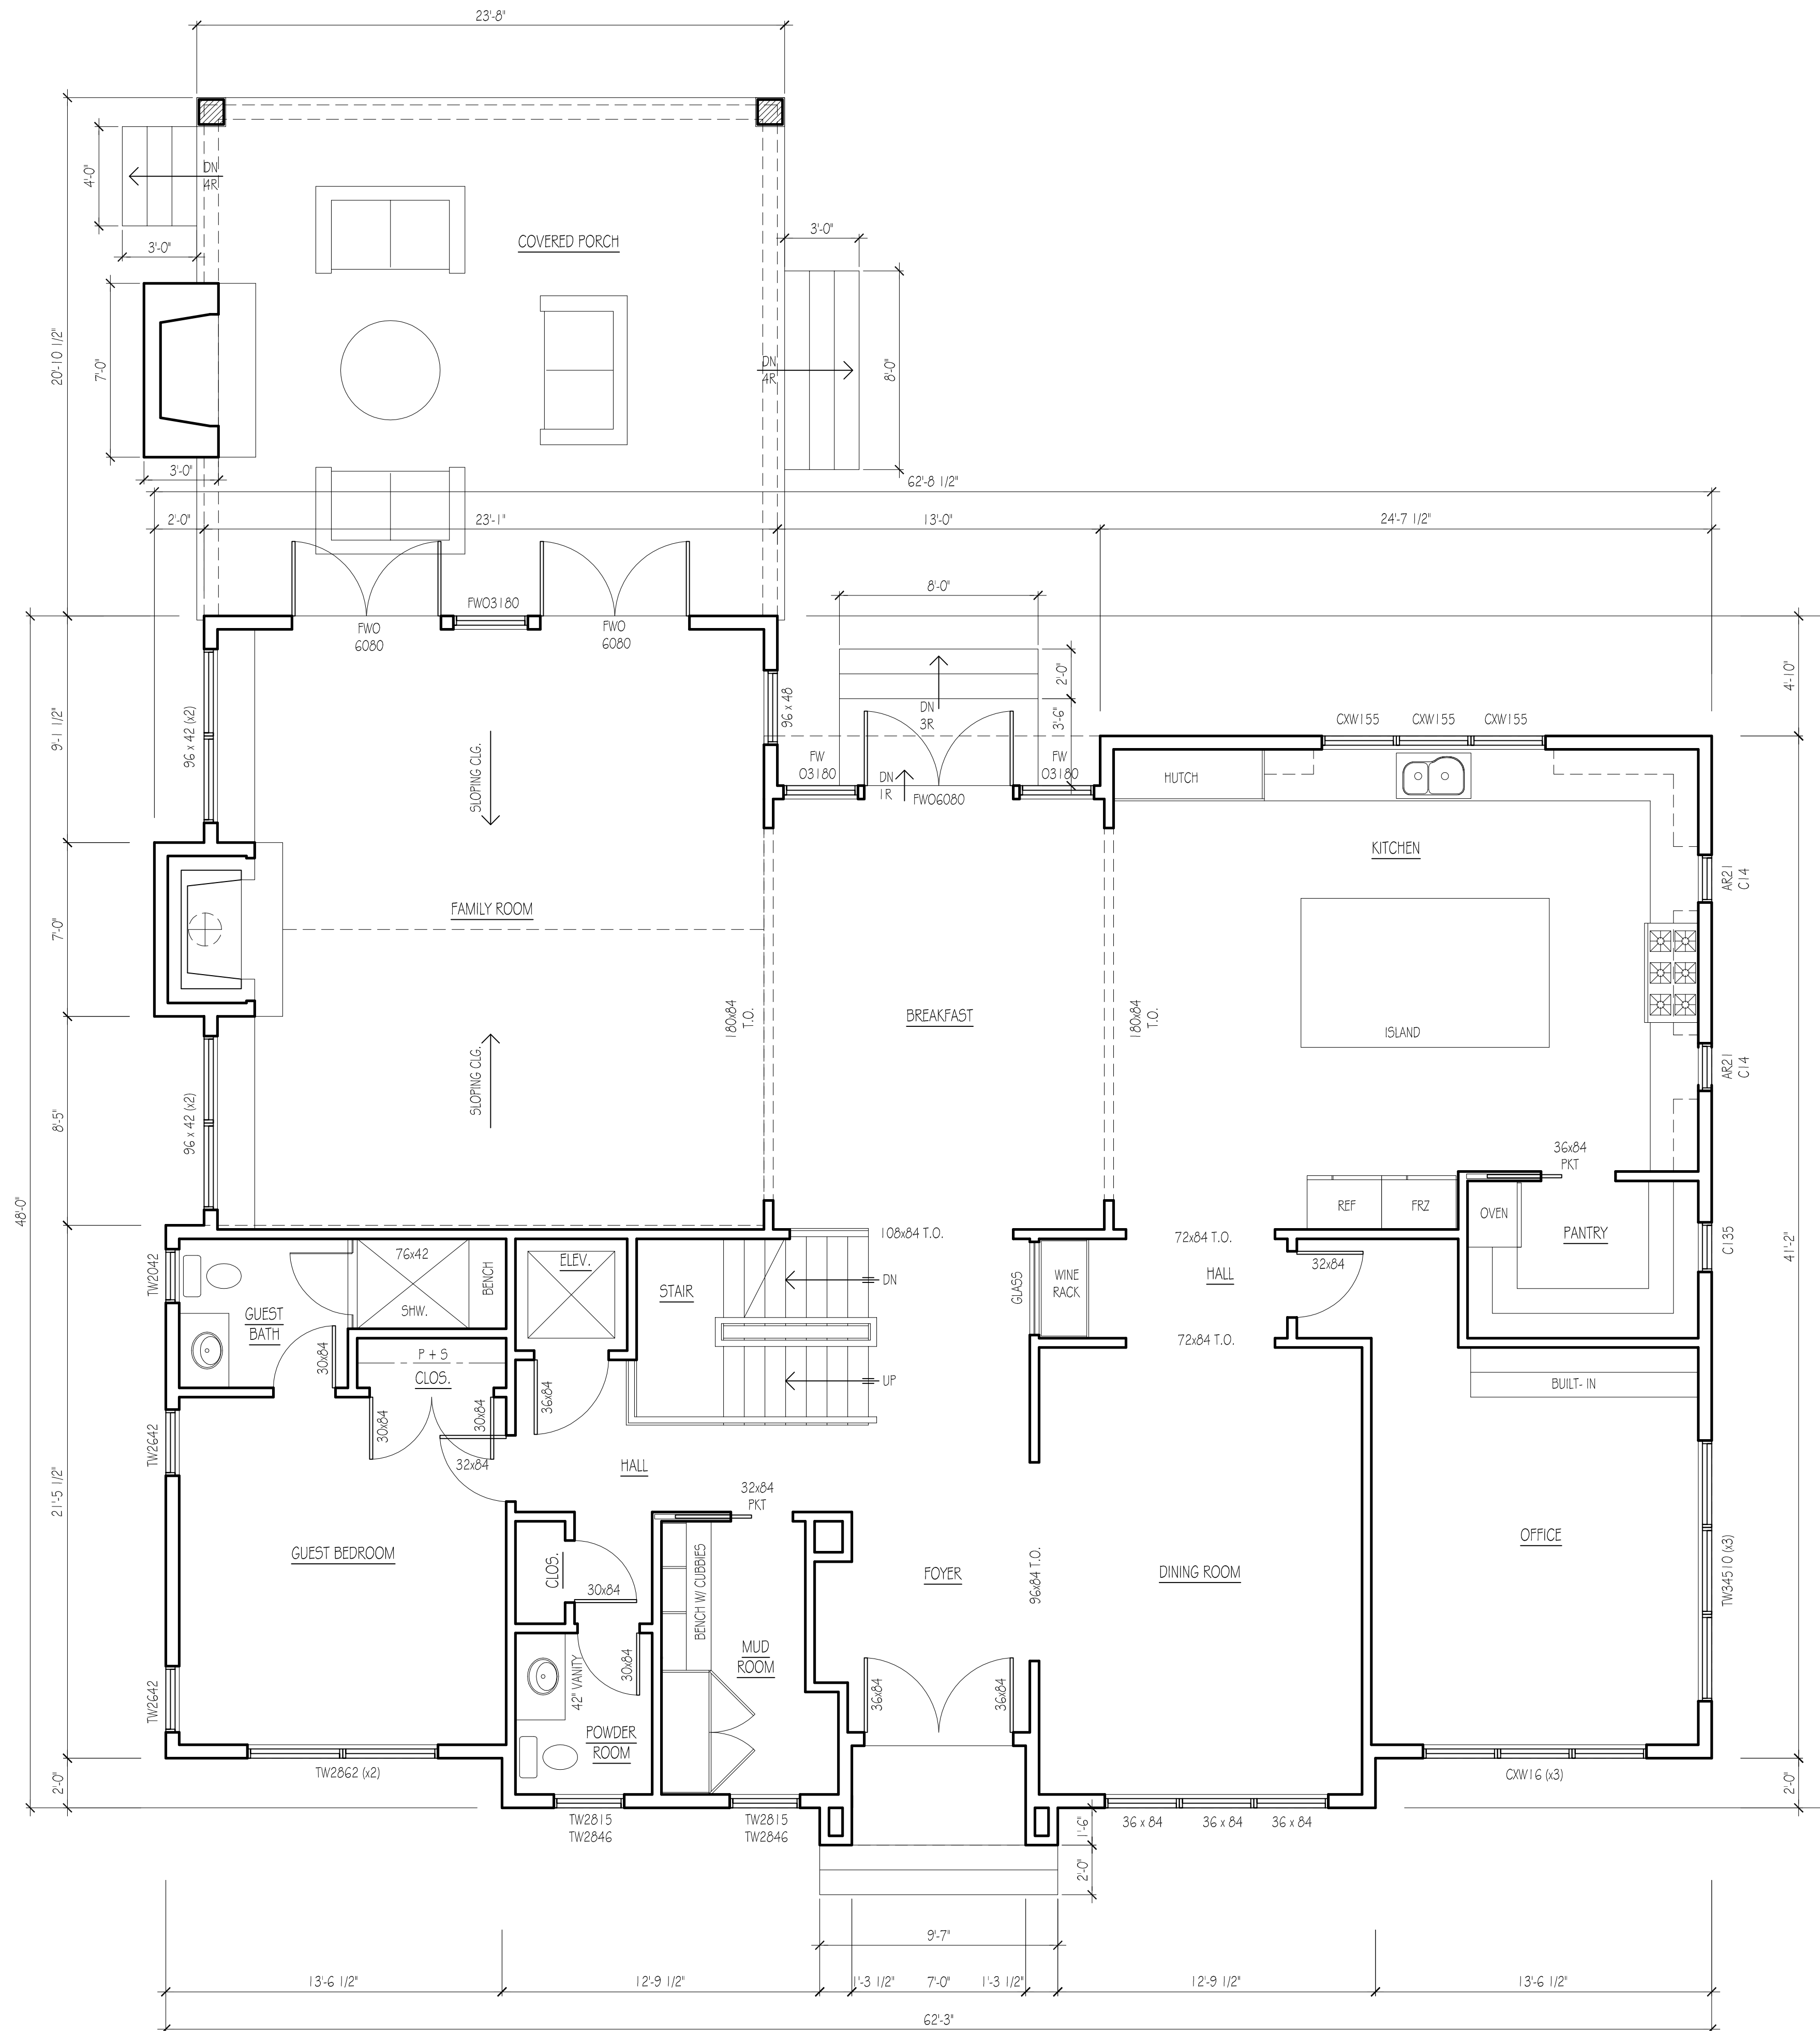 23'-8"
4'-0"
DN
4R
3'-0"
COVERED PORCH
3'-0"
20'-10 1/2"
7'-0"
DN
4R
8'-0"
3'-0"
62'-8 1/2"
2'-0"
23'-1"
13'-0"
24'-7 1/2"
8'-0"
FWO3180
FWO
6080
FWO
6080
4'-10"
2'-0"
3'-6"
96 x 48
DN
3R
CXW155
CXW155
CXW155
9'-1 1/2"
96 x 42 (x2)
SLOPING CLG.
FW
O3180
DN
1R
FWO6080
FW
O3180
HUTCH
KITCHEN
AR21
C14
FAMILY ROOM
7'-0"
180x84
T.O.
BREAKFAST
180x84
T.O.
ISLAND
AR21
C14
8'-5"
96 x 42 (x2)
SLOPING CLG.
36x84
PKT
48'-0"
REF
FRZ
OVEN
PANTRY
C135
41'-2"
108x84 T.O.
72x84 T.O.
TW2042
76x42
BENCH
SHW.
GUEST
BATH
ELEV.
STAIR
DN
GLASS
WINE
RACK
HALL
32x84
72x84 T.O.
30x84
P + S
CLOS.
36x84
UP
BUILT- IN
TW2642
30x84
30x84
32x84
HALL
32x84
PKT
21'-5 1/2"
GUEST BEDROOM
CLOS.
30x84
BENCH W/ CUBBIES
FOYER
96x84 T.O.
DINING ROOM
OFFICE
TW34510 (x3)
MUD
ROOM
30x84
42" VANITY
TW2642
POWDER
ROOM
36x84
36x84
TW2862 (x2)
CXW16 (x3)
2'-0"
2'-0"
TW2815
TW2846
TW2815
TW2846
1'-6"
36 x 84
36 x 84
36 x 84
2'-0"
9'-7"
13'-6 1/2"
12'-9 1/2"
1'-3 1/2"
7'-0"
1'-3 1/2"
12'-9 1/2"
13'-6 1/2"
62'-3"